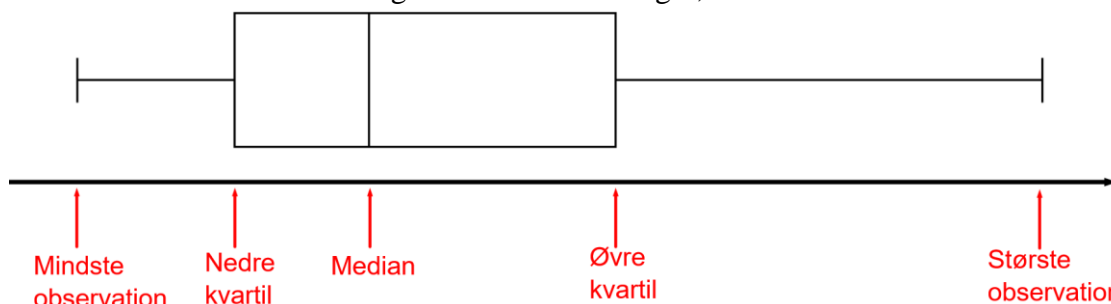 Mindste
observation
Nedre
kvartil
Median
Øvre
kvartil
Største
observation